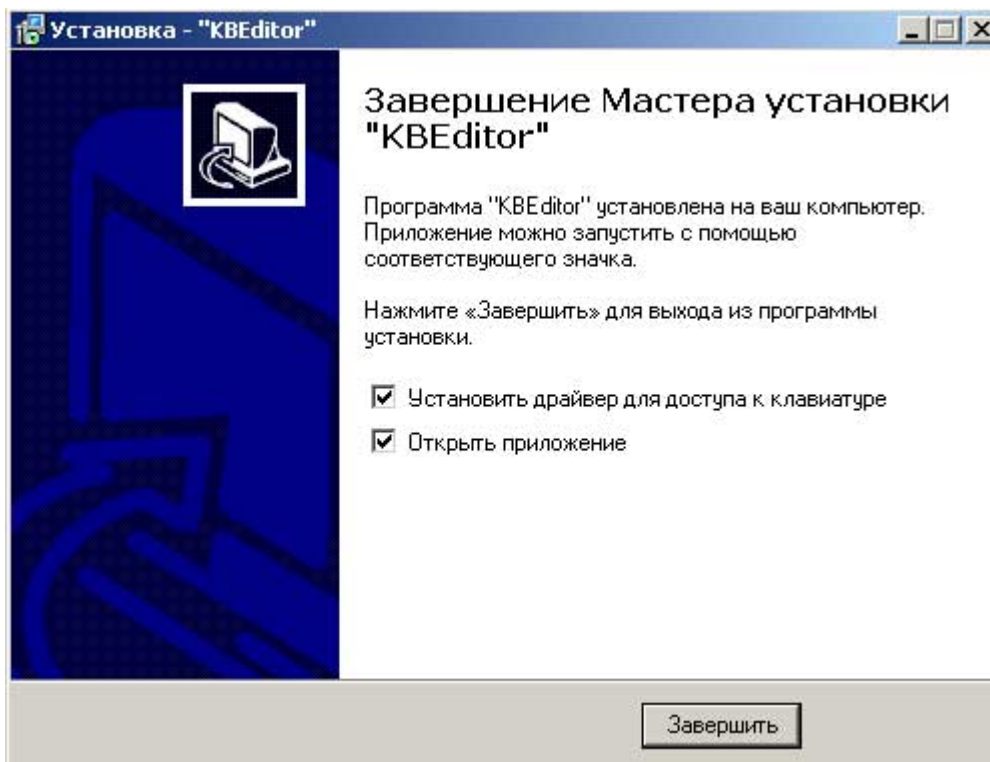 Установка - "KBEditor"
Завершение Мастера установки
"KBEditor"
Программа "KBEditor" установлена на ваш компьютер.
Приложение можно запустить с помощью
соответствующего значка.
Нажмите «Завершить» для выхода из программы
установки.
Установить драйвер для доступа к клавиатуре
Открыть приложение
Завершить